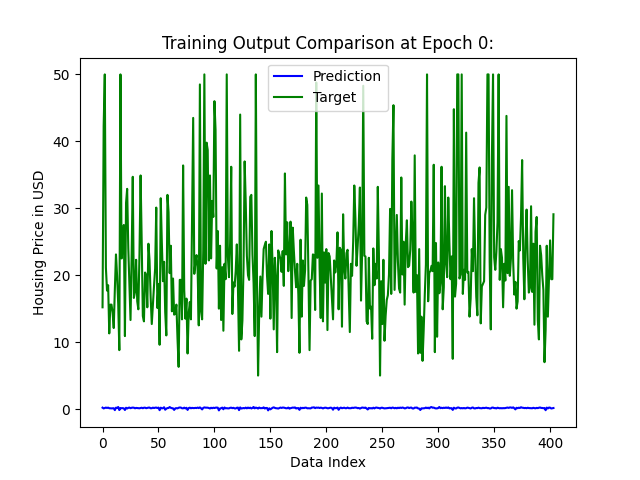 Training Output Comparison at Epoch 0:
Prediction
Target
Housing Price in USD
50
40
30
20
10
0
0 50 100 150 200 250 300 350 400
Data Index